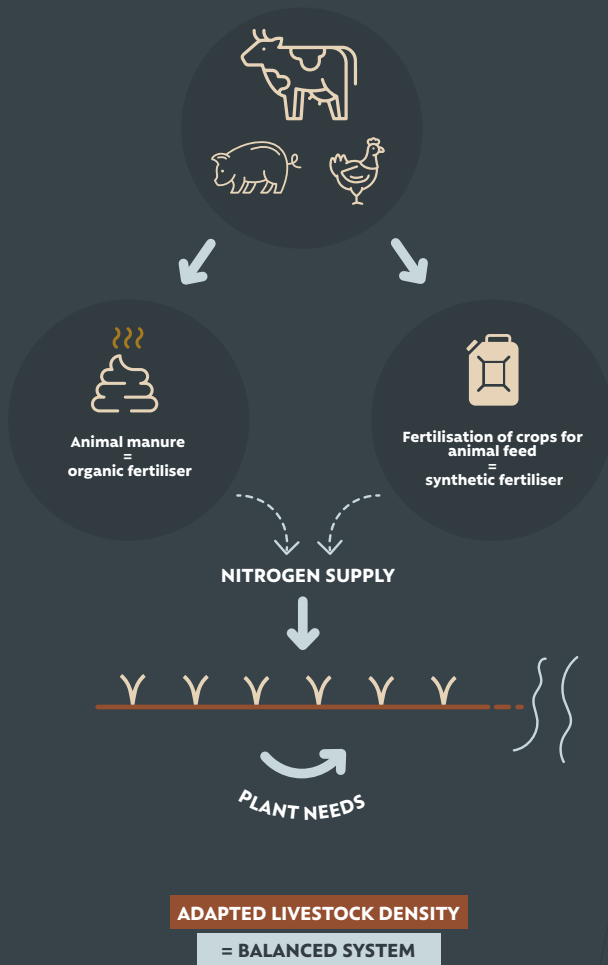 Animal manure
=
organic fertiliser
Fertilisation of crops for
animal feed
=
synthetic fertiliser
NITROGEN SUPPLY
PLANT NEEDS
ADAPTED LIVESTOCK DENSITY
= BALANCED SYSTEM